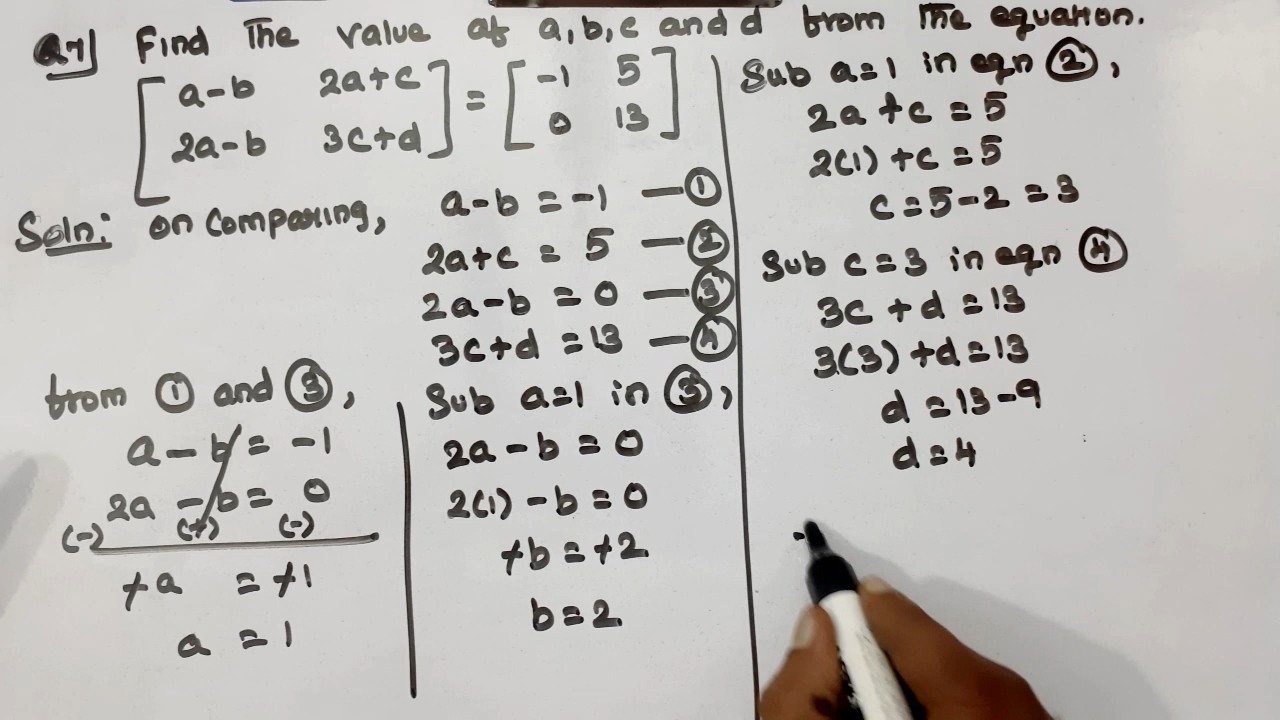 Q7] Find The value of a, b, c and d from The equation.
[ a-b 2a+c ] = [ -1 5 ]
[ 2a-b 3c+d ] [ 0 13 ]
Soln: on comparing,
a-b = -1 — ①
2a+c = 5 — ②
2a-b = 0 — ③
3c+d = 13 — ④
from ① and ③,
a - b = -1
2a - b = 0
(-) (+) (-)
-a = -1
a = 1
Sub a=1 in ③,
2a - b = 0
2(1) - b = 0
-b = -2
b = 2
Sub a=1 in eqn ②,
2a + c = 5
2(1) + c = 5
c = 5-2 = 3
Sub c=3 in eqn ④
3c + d = 13
3(3) + d = 13
d = 13-9
d = 4